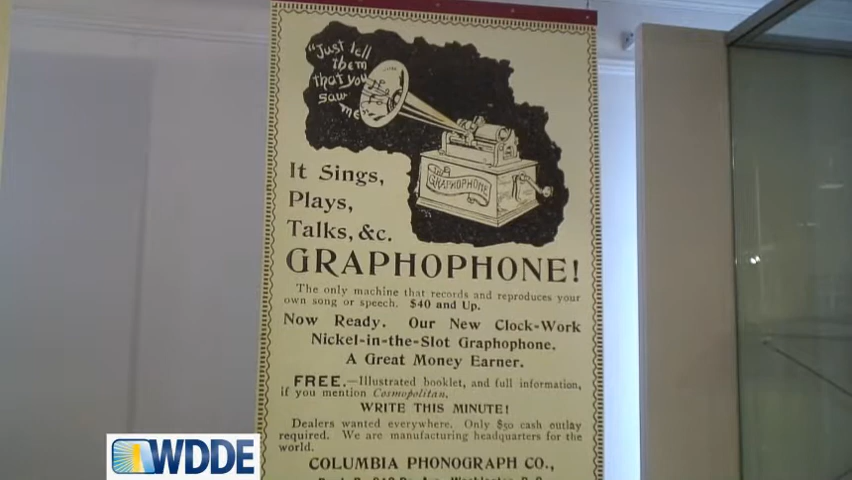 "Just tell
them
that you
saw
me"
THE
GRAPHOPHONE
It Sings,
Plays,
Talks, &c.
GRAPHOPHONE!
The only machine that records and reproduces your
own song or speech. $40 and Up.
Now Ready. Our New Clock-Work
Nickel-in-the-Slot Graphophone.
A Great Money Earner.
FREE.—Illustrated booklet, and full information,
if you mention Cosmopolitan.
WRITE THIS MINUTE!
Dealers wanted everywhere. Only $50 cash outlay
required. We are manufacturing headquarters for the
world.
COLUMBIA PHONOGRAPH CO.,
WDDE